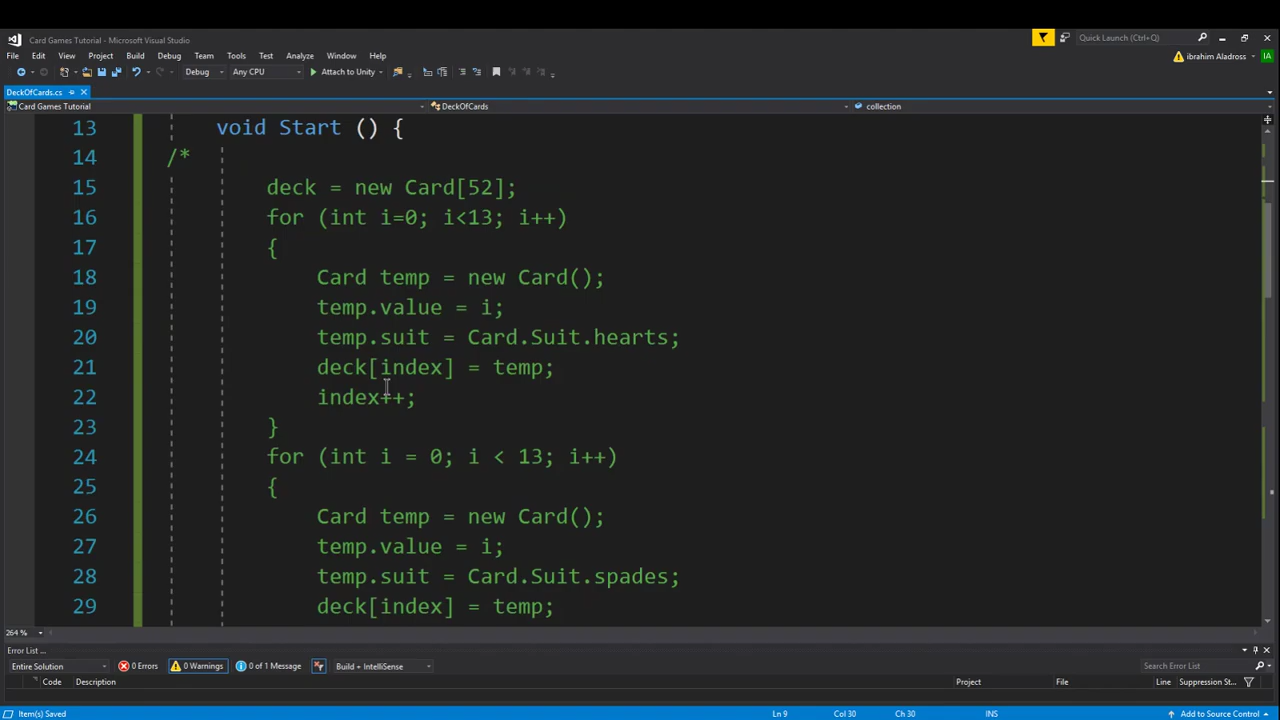 Card Games Tutorial - Microsoft Visual Studio
Quick Launch (Ctrl+Q)
File Edit View Project Build Debug Team Tools Test Analyze Window Help
ibrahim Aladross
IA
Debug Any CPU Attach to Unity
DeckOfCards.cs
Card Games Tutorial DeckOfCards collection
13 void Start () {
14 /*
15 deck = new Card[52];
16 for (int i=0; i<13; i++)
17 {
18 Card temp = new Card();
19 temp.value = i;
20 temp.suit = Card.Suit.hearts;
21 deck[index] = temp;
22 index++;
23 }
24 for (int i = 0; i < 13; i++)
25 {
26 Card temp = new Card();
27 temp.value = i;
28 temp.suit = Card.Suit.spades;
29 deck[index] = temp;
264 %
Error List ...
Entire Solution 0 Errors 0 Warnings 0 of 1 Message Build + IntelliSense Search Error List
Code Description Project File Line Suppression St...
Item(s) Saved Ln 9 Col 30 Ch 30 INS Add to Source Control